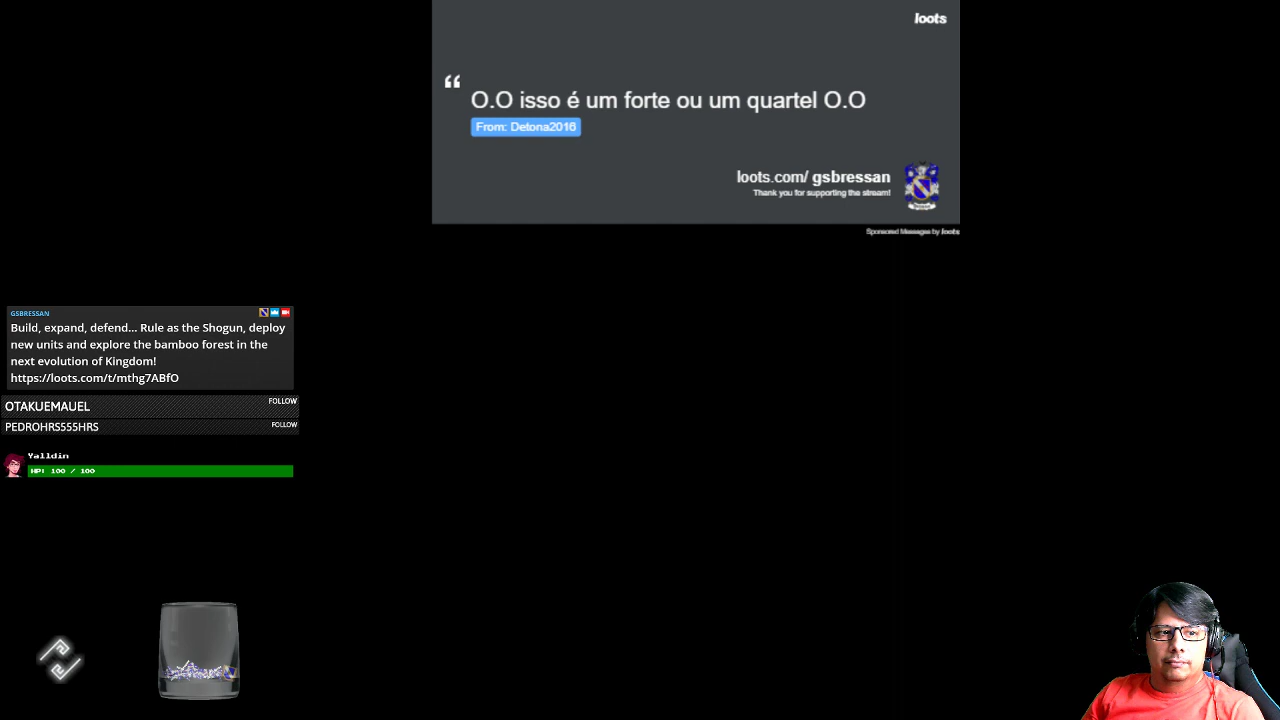 loots
“ O.O isso é um forte ou um quartel O.O
From: Detona2016
loots.com/ gsbressan
Thank you for supporting the stream!
Sponsored Messages by loots
GSBRESSAN
Build, expand, defend... Rule as the Shogun, deploy
new units and explore the bamboo forest in the
next evolution of Kingdom!
https://loots.com/t/mthg7ABfO
OTAKUEMAUEL FOLLOW
PEDROHRS555HRS FOLLOW
Yalldin
HP: 100 / 100